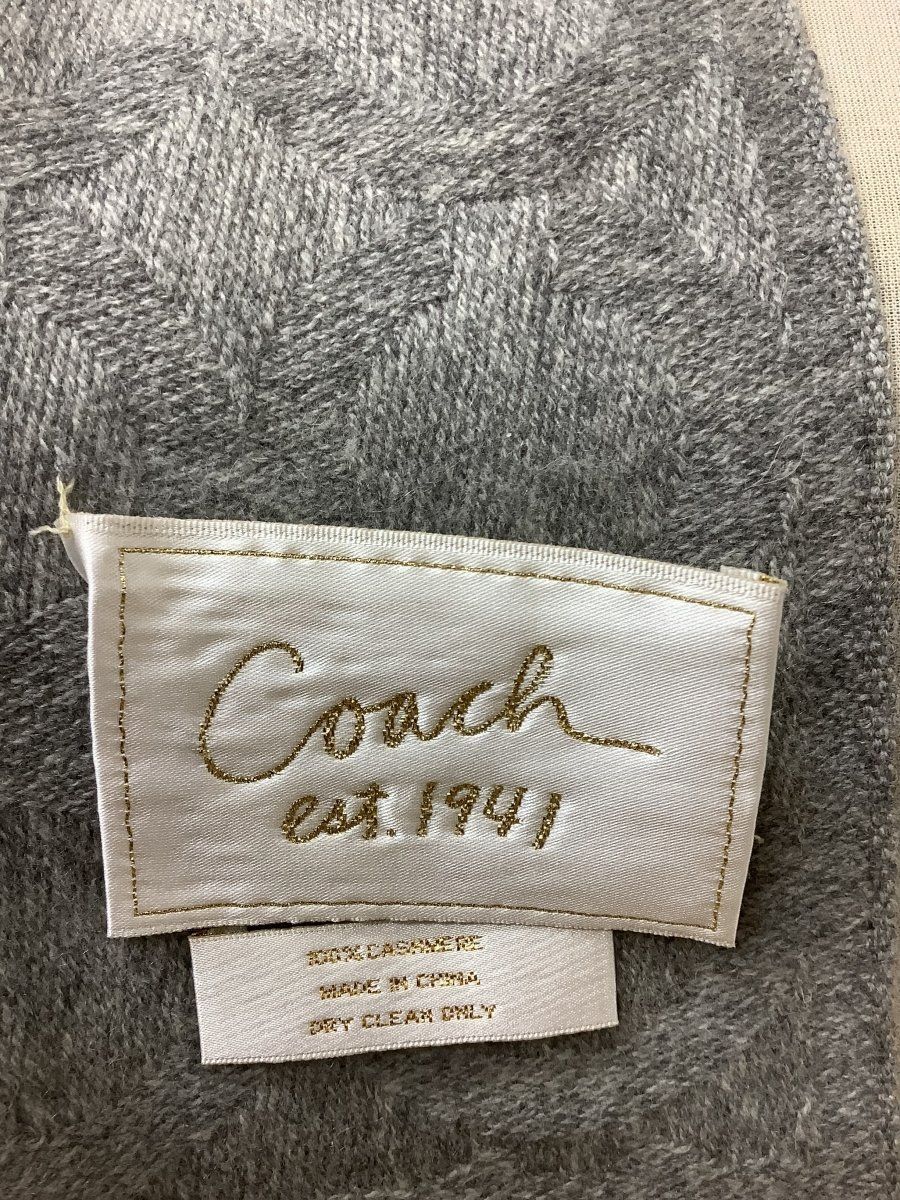 Coach
est. 1941
100% CASHMERE
MADE IN CHINA
DRY CLEAN ONLY